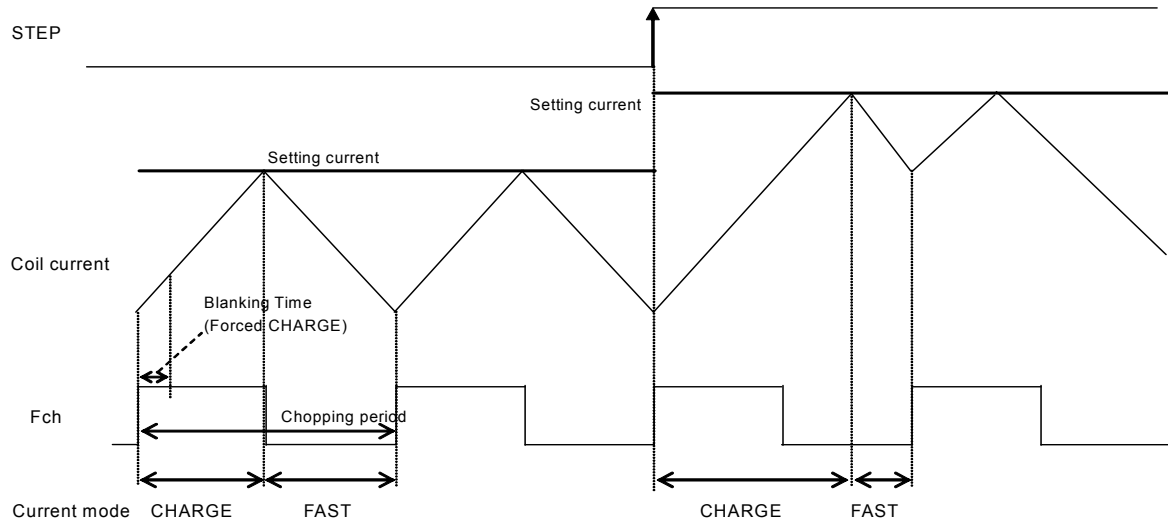 STEP
Setting current
Setting current
Coil current
Blanking Time
(Forced CHARGE)
Fch
Chopping period
Current mode CHARGE FAST CHARGE FAST